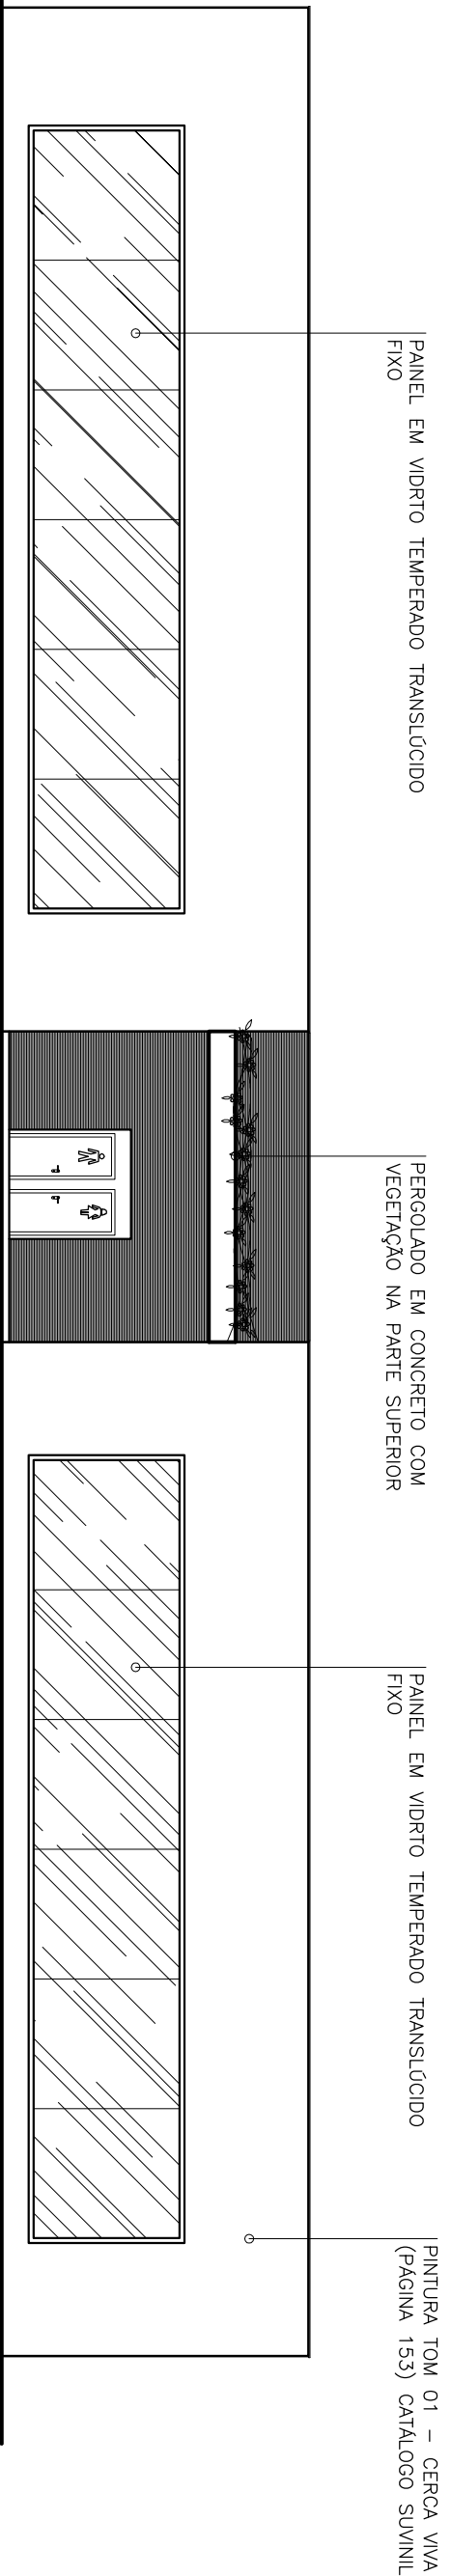 PAINEL EM VIDRTO TEMPERADO TRANSLÚCIDO
FIXO
PERGOLADO EM CONCRETO COM
VEGETAÇÃO NA PARTE SUPERIOR
PAINEL EM VIDRTO TEMPERADO TRANSLÚCIDO
FIXO
PINTURA TOM 01 – CERCA VIVA
(PÁGINA 153) CATÁLOGO SUVINIL